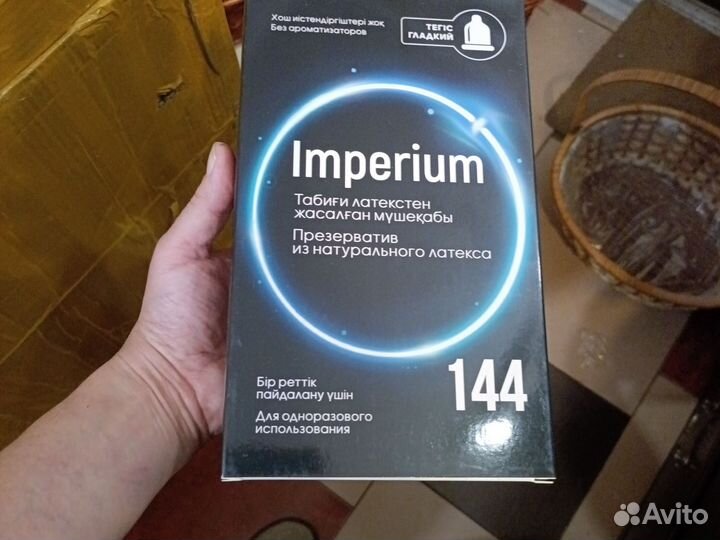 Хош иістендіргіштері жоқ
Без ароматизаторов
ТЕГІС
ГЛАДКИЙ
Imperium
Табиғи латекстен
жасалған мүшеқабы
Презерватив
из натурального латекса
Бір реттік
пайдалану үшін
144
Для одноразового
использования
Avito